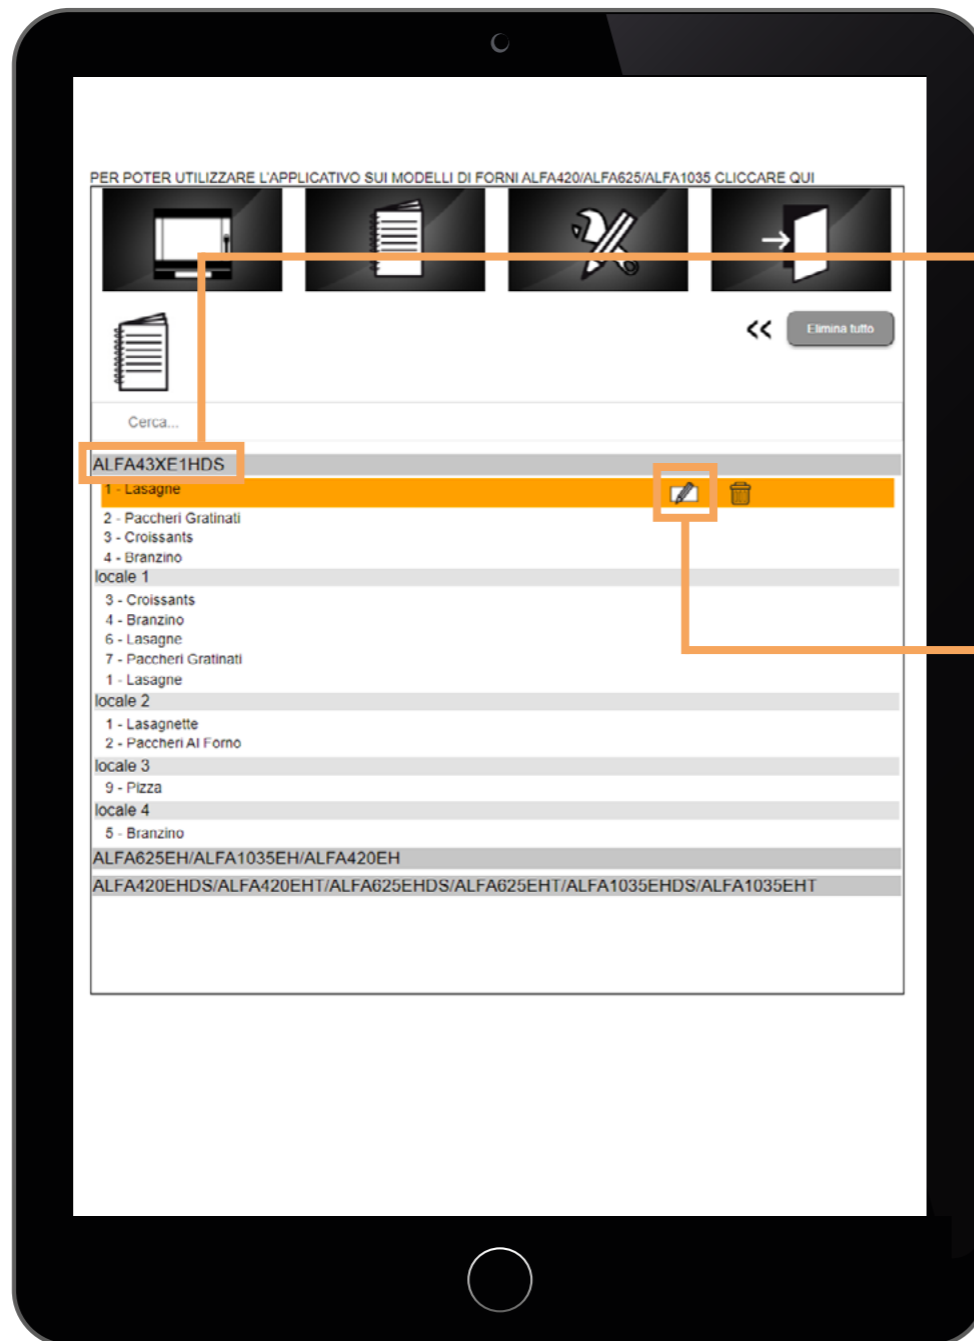 PER POTER UTILIZZARE L'APPLICATIVO SUI MODELLI DI FORNI ALFA420/ALFA625/ALFA1035 CLICCARE QUI
<< Elimina tutto
Cerca...
ALFA43XE1HDS
1 - Lasagne
2 - Paccheri Gratinati
3 - Croissants
4 - Branzino
locale 1
3 - Croissants
4 - Branzino
6 - Lasagne
7 - Paccheri Gratinati
1 - Lasagne
locale 2
1 - Lasagnette
2 - Paccheri Al Forno
locale 3
9 - Pizza
locale 4
5 - Branzino
ALFA625EH/ALFA1035EH/ALFA420EH
ALFA420EHDS/ALFA420EHT/ALFA625EHDS/ALFA625EHT/ALFA1035EHDS/ALFA1035EHT